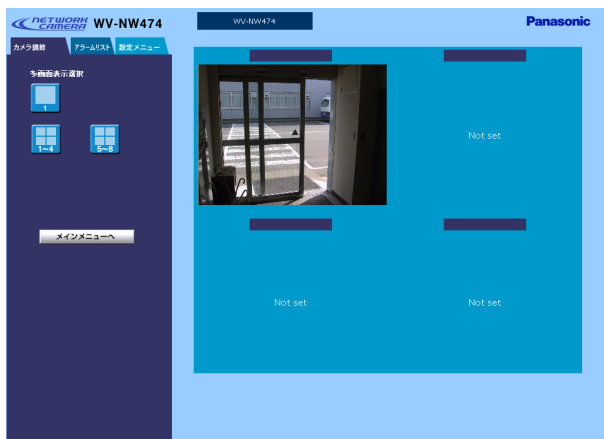 NETWORK CAMERA WV-NW474
WV-NW474
Panasonic
カメラ調節
アラームリスト
設定メニュー
多画面表示選択
1
1~4
5~8
メインメニューへ
Not set
Not set
Not set